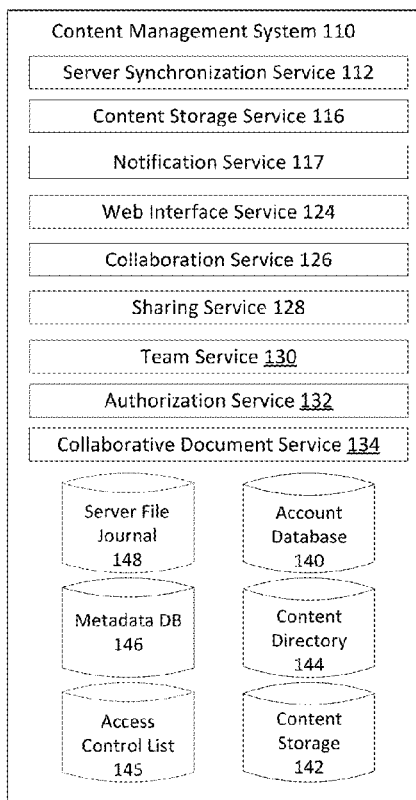 Content Management System 110
Server Synchronization Service 112
Content Storage Service 116
Notification Service 117
Web Interface Service 124
Collaboration Service 126
Sharing Service 128
Team Service 130
Authorization Service 132
Collaborative Document Service 134
Server File
Journal
148
Account
Database
140
Metadata DB
146
Content
Directory
144
Access
Control List
145
Content
Storage
142